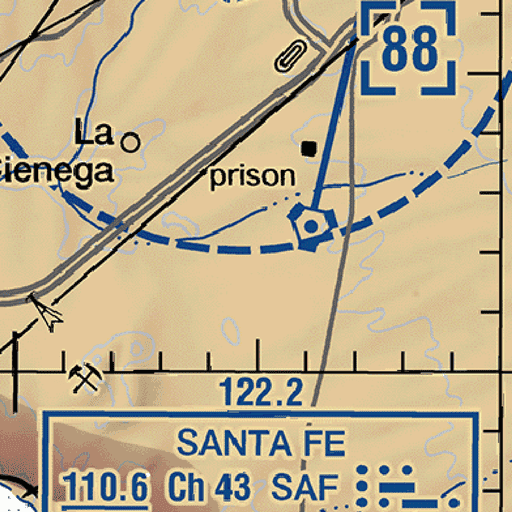 88
La
Cienega
prison
122.2
SANTA FE
110.6 Ch 43 SAF